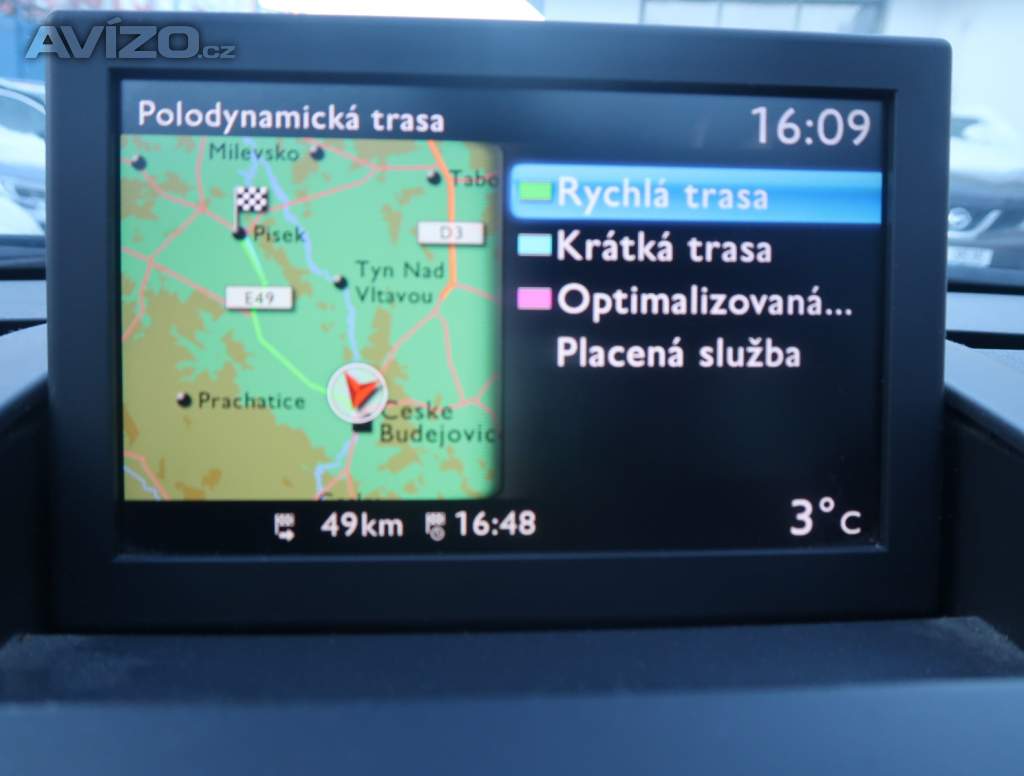 AVÍZO.cz
Polodynamická trasa
16:09
Milevsko
Tabo
Pisek
D3
Tyn Nad
Vltavou
E49
Prachatice
Ceske
Budejovic
Rychlá trasa
Krátká trasa
Optimalizovaná...
Placená služba
49km
16:48
3°C